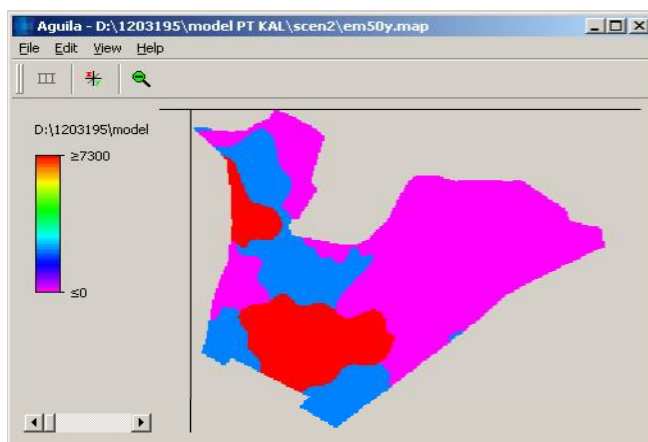 Aguila - D:\1203195\model PT KAL\scen2\em50y.map
File Edit View Help
D:\1203195\model
≥7300
≤0